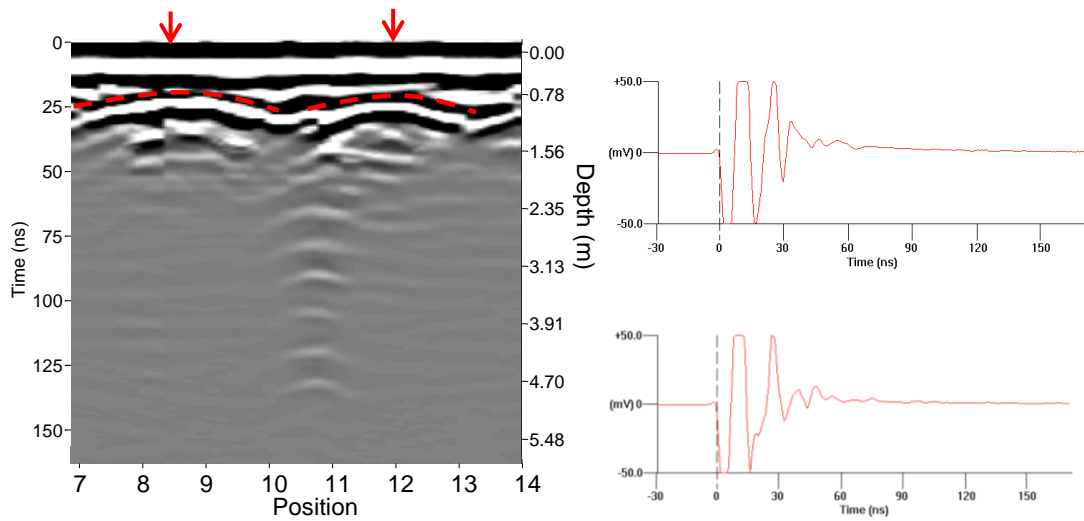 0
25
50
75
100
125
150
Time (ns)
0.00
0.78
1.56
2.35
3.13
3.91
4.70
5.48
Depth (m)
7 8 9 10 11 12 13 14
Position
+50.0
(mV) 0
-50.0
-30 0 30 60 90 120 150
Time (ns)
+50.0
(mV) 0
-50.0
-30 0 30 60 90 120 150
Time (ns)